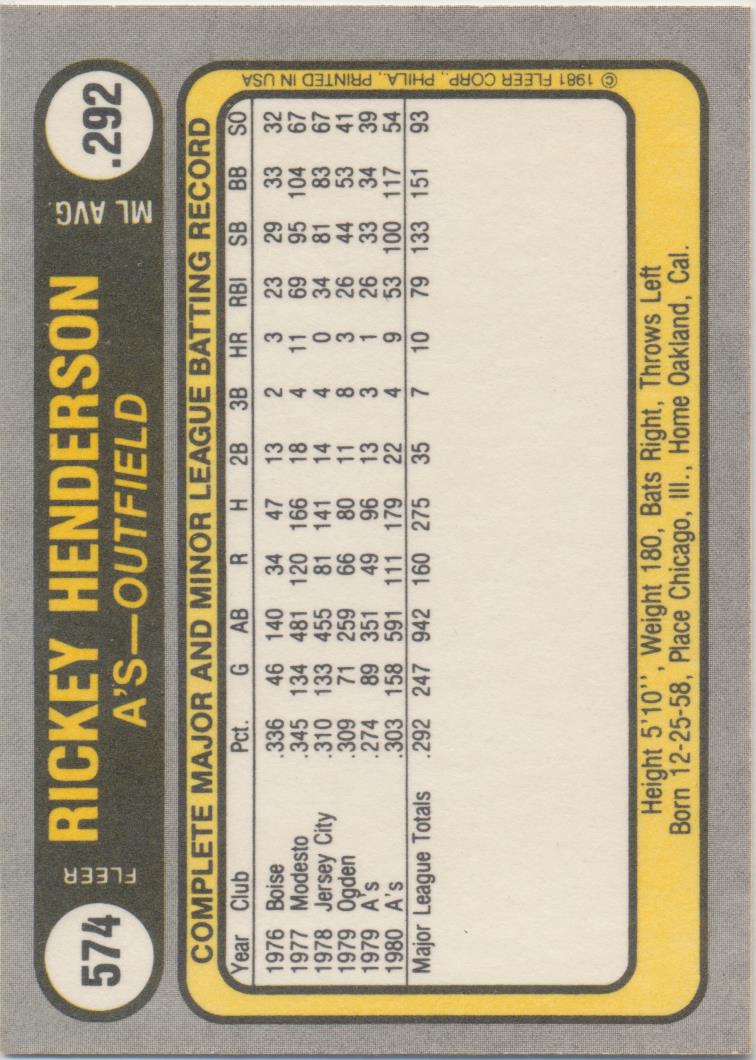 574
FLEER
RICKEY HENDERSON
A'S—OUTFIELD
ML AVG.
.292
COMPLETE MAJOR AND MINOR LEAGUE BATTING RECORD
Year Club Pct. G AB R H 2B 3B HR RBI SB BB SO
1976 Boise .336 46 140 34 47 13 2 3 23 29 33 32
1977 Modesto .345 134 481 120 166 18 4 11 69 95 104 67
1978 Jersey City .310 133 455 81 141 14 4 0 34 81 83 67
1979 Ogden .309 71 259 66 80 11 8 3 26 44 53 41
1979 A's .274 89 351 49 96 13 3 1 26 33 34 39
1980 A's .303 158 591 111 179 22 4 9 53 100 117 54
Major League Totals .292 247 942 160 275 35 7 10 79 133 151 93
Height 5'10'', Weight 180, Bats Right, Throws Left
Born 12-25-58, Place Chicago, Ill., Home Oakland, Cal.
© 1981 FLEER CORP., PHILA., PRINTED IN USA